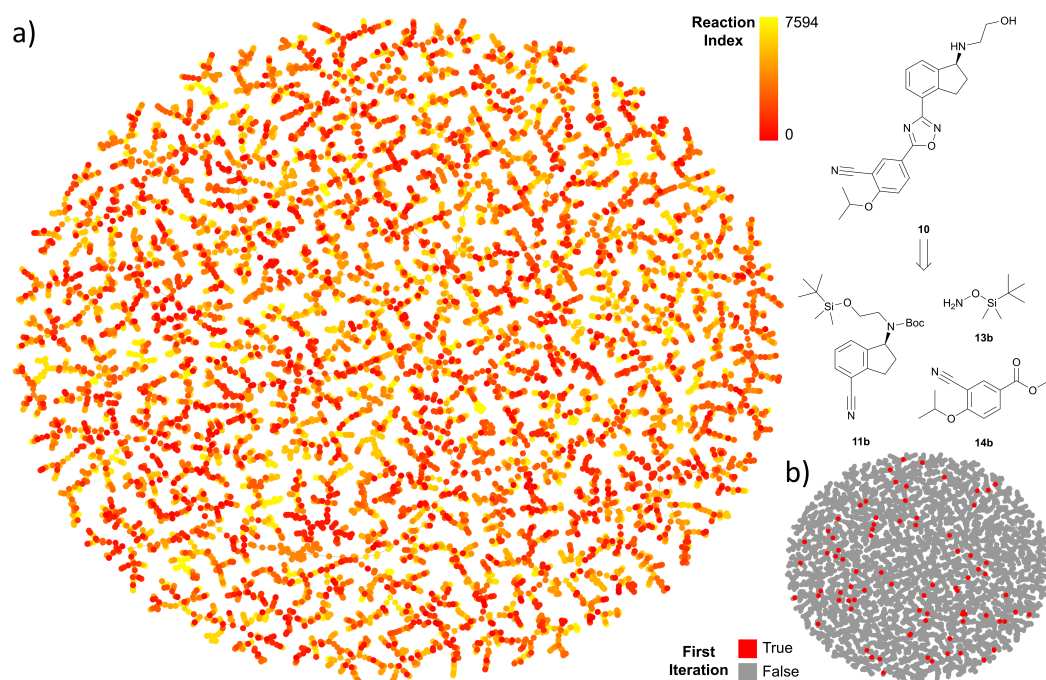 a)
Reaction
Index
7594
0
OH
HN
N
N
O
N
O
10
Si
O
N
Boc
N
11b
H₂N
O
Si
13b
N
O
O
O
14b
b)
First
Iteration
True
False